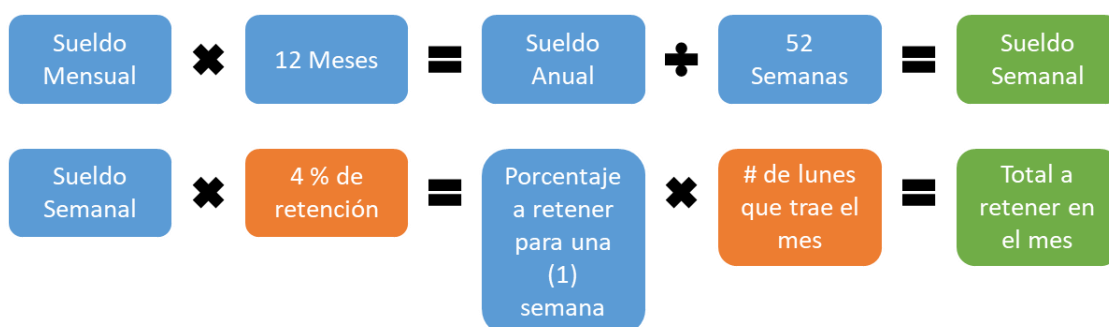 Sueldo
Mensual
12 Meses
Sueldo
Anual
52
Semanas
Sueldo
Semanal
Sueldo
Semanal
4 % de
retención
Porcentaje
a retener
para una
(1)
semana
# de lunes
que trae el
mes
Total a
retener en
el mes